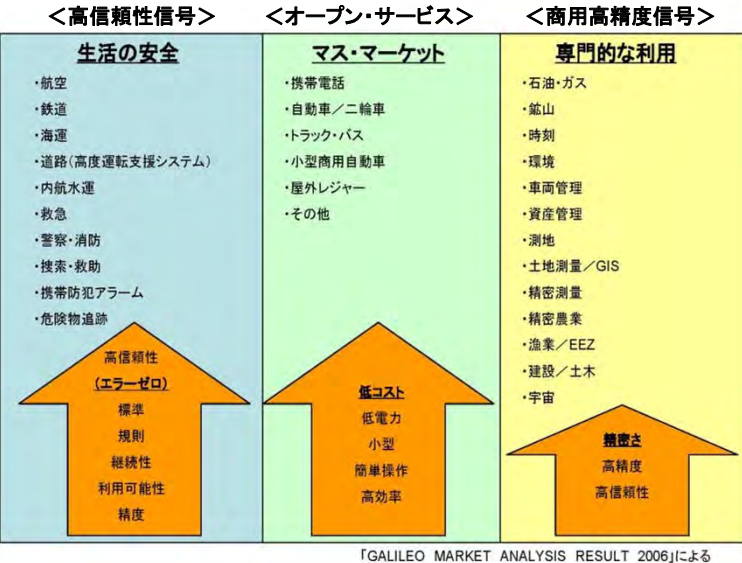 ＜高信頼性信号＞
生活の安全
・航空
・鉄道
・海運
・道路(高度運転支援システム)
・内航水運
・救急
・警察・消防
・捜索・救助
・携帯防犯アラーム
・危険物追跡
高信頼性
(エラーゼロ)
標準
規則
継続性
利用可能性
精度
＜オープン・サービス＞
マス・マーケット
・携帯電話
・自動車／二輪車
・トラック・バス
・小型商用自動車
・屋外レジャー
・その他
低コスト
低電力
小型
簡単操作
高効率
＜商用高精度信号＞
専門的な利用
・石油・ガス
・鉱山
・時刻
・環境
・車両管理
・資産管理
・測地
・土地測量／GIS
・精密測量
・精密農業
・漁業／EEZ
・建設／土木
・宇宙
精密さ
高精度
高信頼性
「GALILEO MARKET ANALYSIS RESULT 2006」による